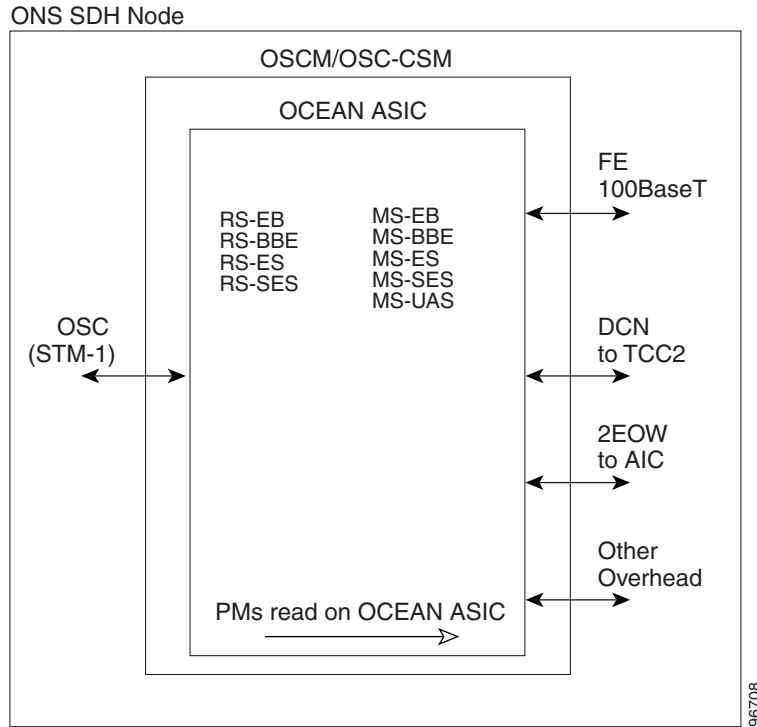 ONS SDH Node
OSCM/OSC-CSM
OCEAN ASIC
FE
100BaseT
RS-EB
RS-BBE
RS-ES
RS-SES
MS-EB
MS-BBE
MS-ES
MS-SES
MS-UAS
OSC
(STM-1)
DCN
to TCC2
2EOW
to AIC
Other
Overhead
PMs read on OCEAN ASIC
96708